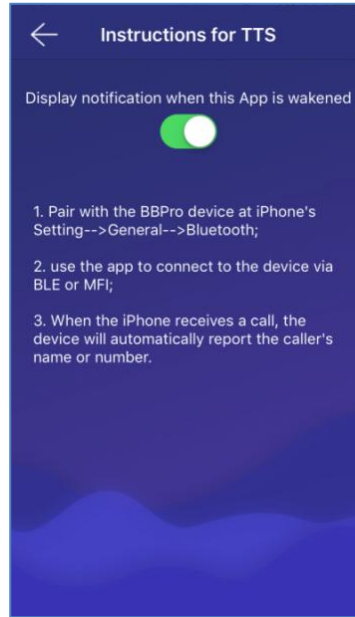 Instructions for TTS
Display notification when this App is wakened
1. Pair with the BBPro device at iPhone's
Setting-->General-->Bluetooth;
2. use the app to connect to the device via
BLE or MFI;
3. When the iPhone receives a call, the
device will automatically report the caller's
name or number.